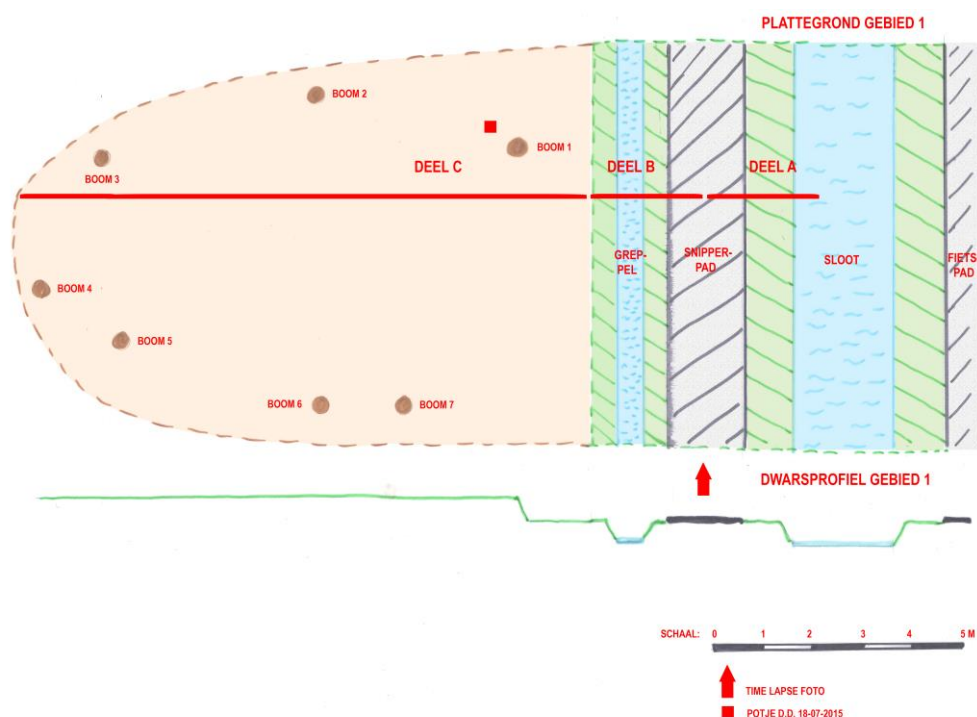 PLATTEGROND GEBIED 1
BOOM 2
BOOM 1
BOOM 3
DEEL C
DEEL B
DEEL A
GREP-
PEL
SNIPPER-
PAD
SLOOT
FIETS
PAD
BOOM 4
BOOM 5
BOOM 6
BOOM 7
DWARSPROFIEL GEBIED 1
SCHAAL: 0 1 2 3 4 5 M
TIME LAPSE FOTO
POTJE D.D. 18-07-2015